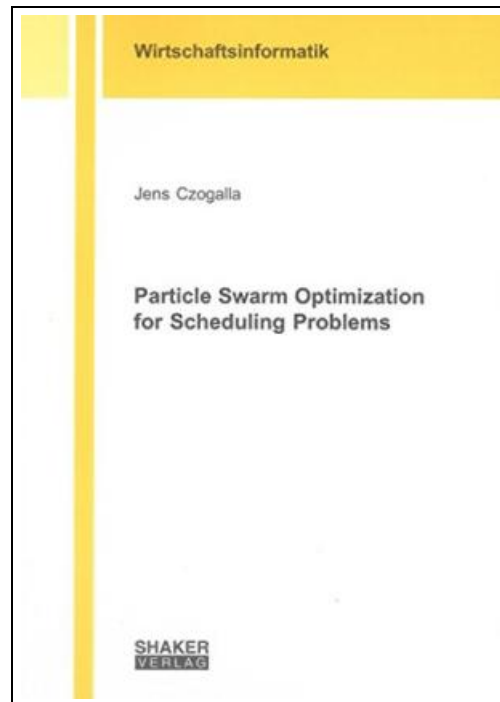 Wirtschaftsinformatik
Jens Czogalla
Particle Swarm Optimization
for Scheduling Problems
SHAKER
VERLAG